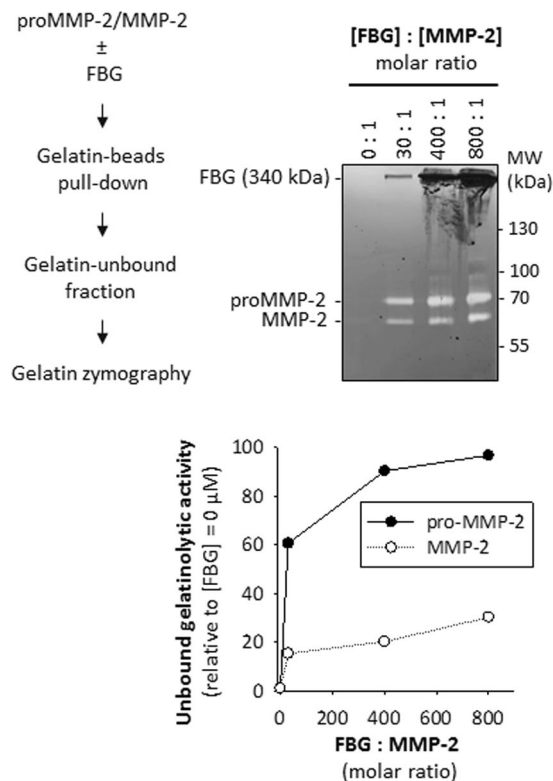 proMMP-2/MMP-2
±
FBG
Gelatin-beads
pull-down
Gelatin-unbound
fraction
Gelatin zymography
[FBG] : [MMP-2]
molar ratio
0 : 1
30 : 1
400 : 1
800 : 1
MW
(kDa)
FBG (340 kDa)
130
100
proMMP-2
70
MMP-2
55
Unbound gelatinolytic activity
(relative to [FBG] = 0 µM)
100
80
60
40
20
0
pro-MMP-2
MMP-2
0 200 400 600 800
FBG : MMP-2
(molar ratio)